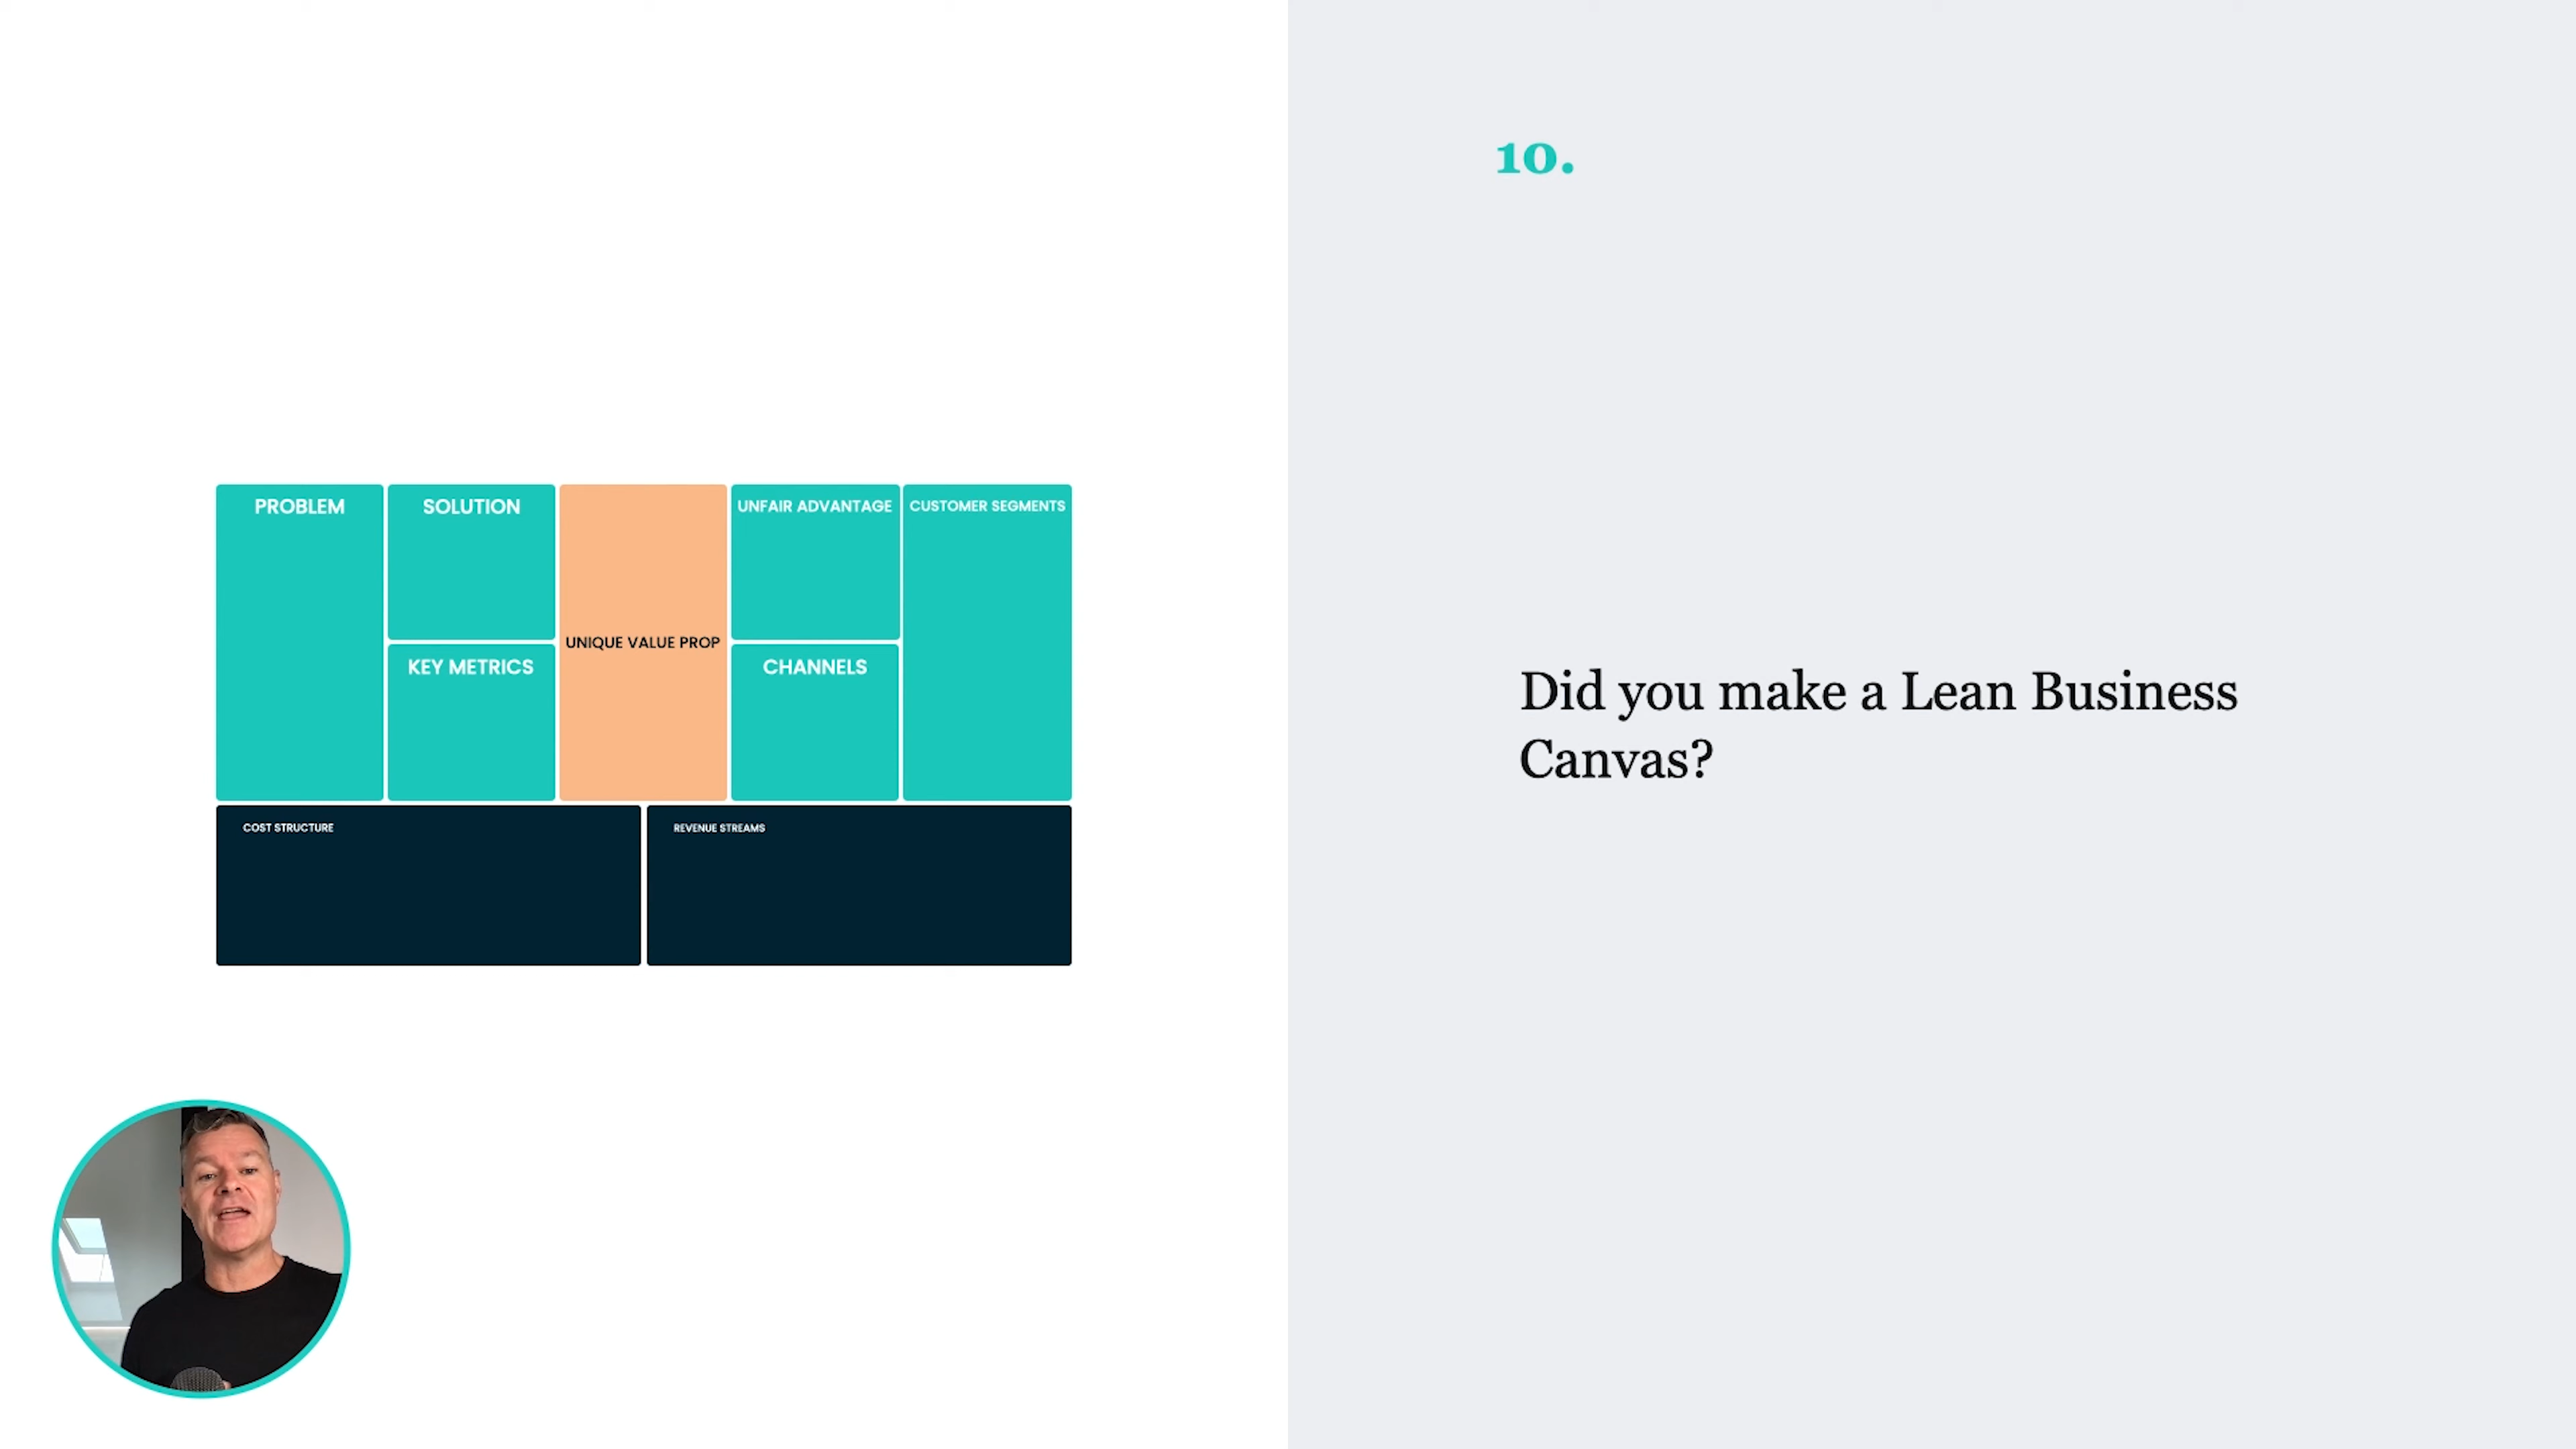 PROBLEM
SOLUTION
UNIQUE VALUE PROP
UNFAIR ADVANTAGE
CUSTOMER SEGMENTS
KEY METRICS
CHANNELS
COST STRUCTURE
REVENUE STREAMS
10.
Did you make a Lean Business
Canvas?